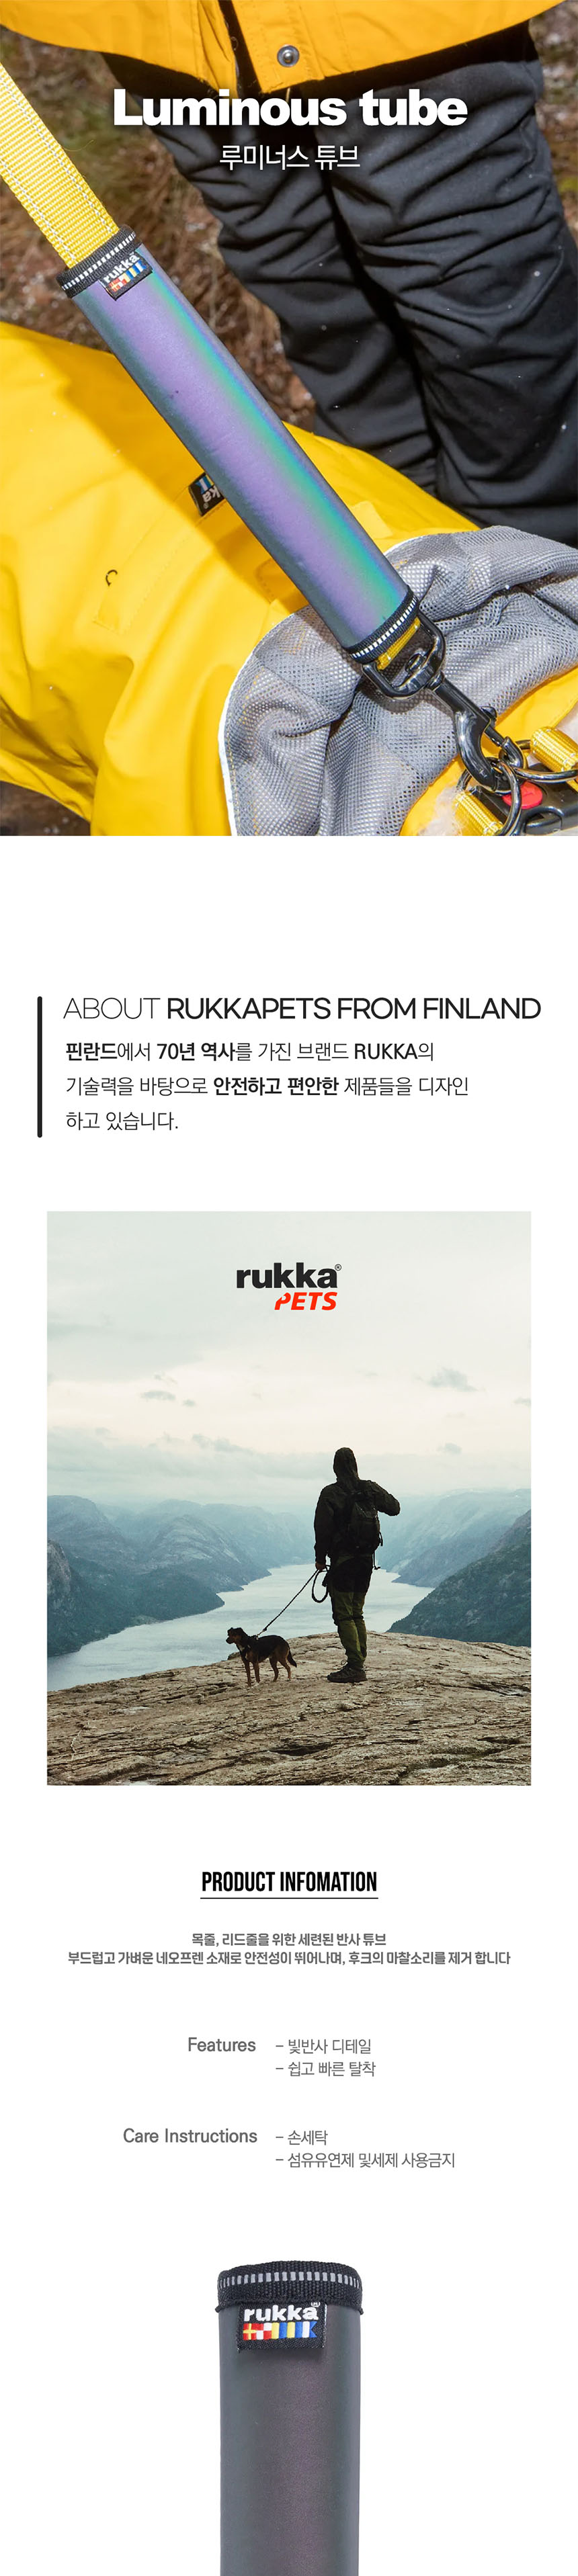 Luminous tube
루미너스 튜브
rukka
ABOUT RUKKAPETS FROM FINLAND
핀란드에서 70년 역사를 가진 브랜드 RUKKA의
기술력을 바탕으로 안전하고 편안한 제품들을 디자인
하고 있습니다.
rukka®
PETS
PRODUCT INFOMATION
목줄, 리드줄을 위한 세련된 반사 튜브
부드럽고 가벼운 네오프렌 소재로 안전성이 뛰어나며, 후크의 마찰소리를 제거 합니다
Features
- 빛반사 디테일
- 쉽고 빠른 탈착
Care Instructions
- 손세탁
- 섬유유연제 및세제 사용금지
rukka®